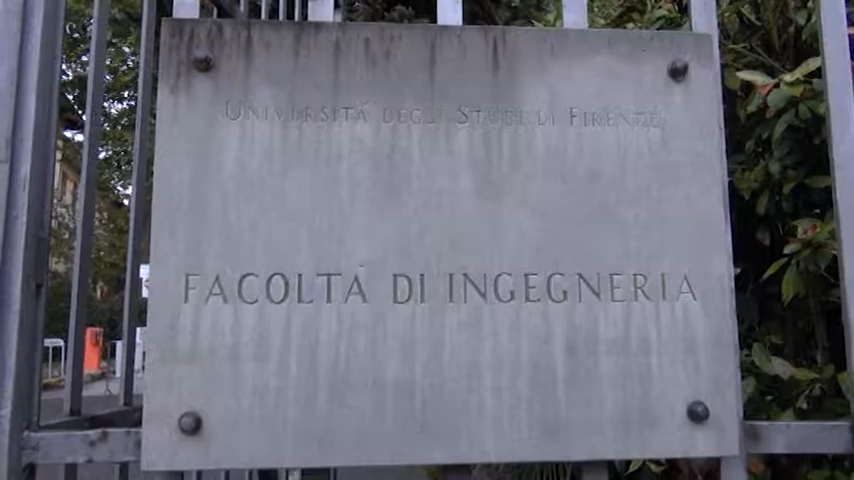 UNIVERSITÀ DEGLI STUDI DI FIRENZE
FACOLTÀ DI INGEGNERIA